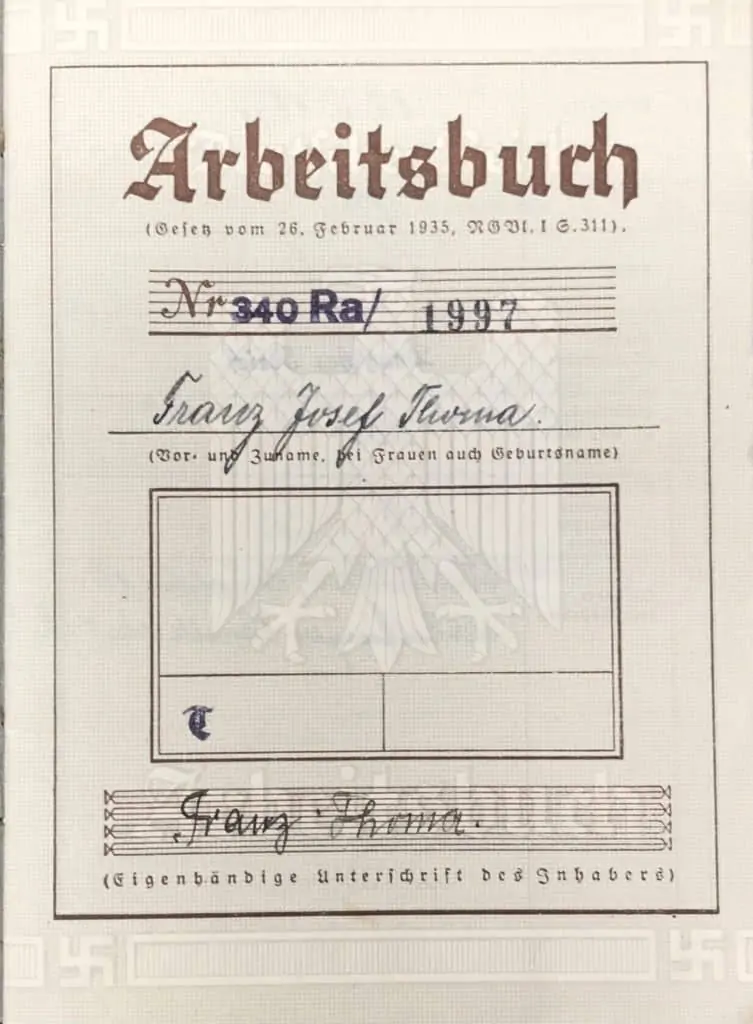 Arbeitsbuch
(Gesetz vom 26. Februar 1935, RGBl. I S. 311).
Nr 340 Ra/ 1997
Franz Josef Thoma.
(Vor- und Zuname, bei Frauen auch Geburtsname)
T
Franz Thoma.
(Eigenhändige Unterschrift des Inhabers)